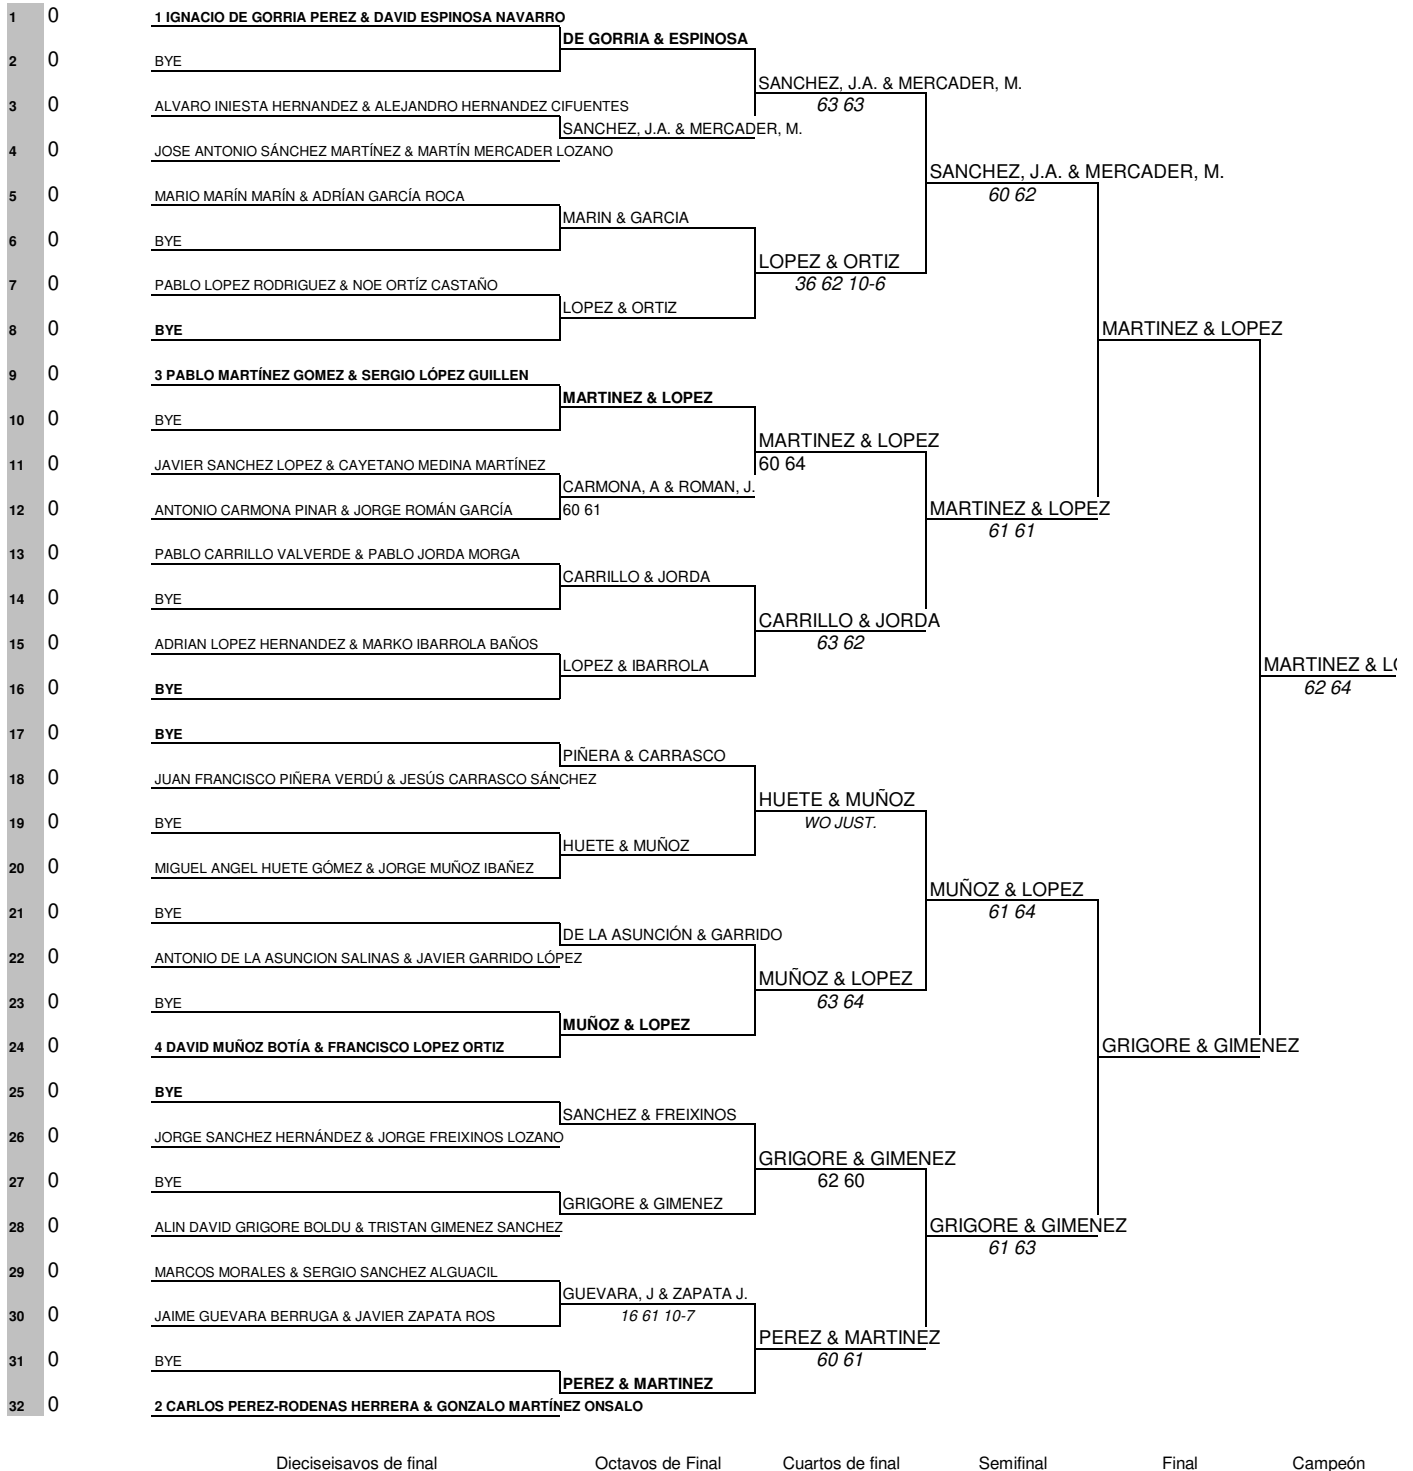 1 0 1 IGNACIO DE GORRIA PEREZ & DAVID ESPINOSA NAVARRO
DE GORRIA & ESPINOSA
2 0 BYE
SANCHEZ, J.A. & MERCADER, M.
3 0 ALVARO INIESTA HERNANDEZ & ALEJANDRO HERNANDEZ CIFUENTES 63 63
SANCHEZ, J.A. & MERCADER, M.
4 0 JOSE ANTONIO SÁNCHEZ MARTÍNEZ & MARTÍN MERCADER LOZANO
SANCHEZ, J.A. & MERCADER, M.
5 0 MARIO MARÍN MARÍN & ADRÍAN GARCÍA ROCA 60 62
MARIN & GARCIA
6 0 BYE
LOPEZ & ORTIZ
7 0 PABLO LOPEZ RODRIGUEZ & NOE ORTÍZ CASTAÑO 36 62 10-6
LOPEZ & ORTIZ
8 0 BYE MARTINEZ & LOPEZ
9 0 3 PABLO MARTÍNEZ GOMEZ & SERGIO LÓPEZ GUILLEN
MARTINEZ & LOPEZ
10 0 BYE
MARTINEZ & LOPEZ
11 0 JAVIER SANCHEZ LOPEZ & CAYETANO MEDINA MARTÍNEZ 60 64
CARMONA, A & ROMAN, J.
12 0 ANTONIO CARMONA PINAR & JORGE ROMÁN GARCÍA 60 61 MARTINEZ & LOPEZ
61 61
13 0 PABLO CARRILLO VALVERDE & PABLO JORDA MORGA
CARRILLO & JORDA
14 0 BYE
CARRILLO & JORDA
15 0 ADRIAN LOPEZ HERNANDEZ & MARKO IBARROLA BAÑOS 63 62
LOPEZ & IBARROLA MARTINEZ & L
16 0 BYE 62 64
17 0 BYE
PIÑERA & CARRASCO
18 0 JUAN FRANCISCO PIÑERA VERDÚ & JESÚS CARRASCO SÁNCHEZ
HUETE & MUÑOZ
19 0 BYE WO JUST.
HUETE & MUÑOZ
20 0 MIGUEL ANGEL HUETE GÓMEZ & JORGE MUÑOZ IBAÑEZ
MUÑOZ & LOPEZ
21 0 BYE 61 64
DE LA ASUNCIÓN & GARRIDO
22 0 ANTONIO DE LA ASUNCION SALINAS & JAVIER GARRIDO LÓPEZ
MUÑOZ & LOPEZ
23 0 BYE 63 64
MUÑOZ & LOPEZ
24 0 4 DAVID MUÑOZ BOTÍA & FRANCISCO LOPEZ ORTIZ GRIGORE & GIMENEZ
25 0 BYE
SANCHEZ & FREIXINOS
26 0 JORGE SANCHEZ HERNÁNDEZ & JORGE FREIXINOS LOZANO
GRIGORE & GIMENEZ
27 0 BYE 62 60
GRIGORE & GIMENEZ
28 0 ALIN DAVID GRIGORE BOLDU & TRISTAN GIMENEZ SANCHEZ GRIGORE & GIMENEZ
61 63
29 0 MARCOS MORALES & SERGIO SANCHEZ ALGUACIL
GUEVARA, J & ZAPATA J.
30 0 JAIME GUEVARA BERRUGA & JAVIER ZAPATA ROS 16 61 10-7
PEREZ & MARTINEZ
31 0 BYE 60 61
PEREZ & MARTINEZ
32 0 2 CARLOS PEREZ-RODENAS HERRERA & GONZALO MARTÍNEZ ONSALO
Dieciseisavos de final Octavos de Final Cuartos de final Semifinal Final Campeón